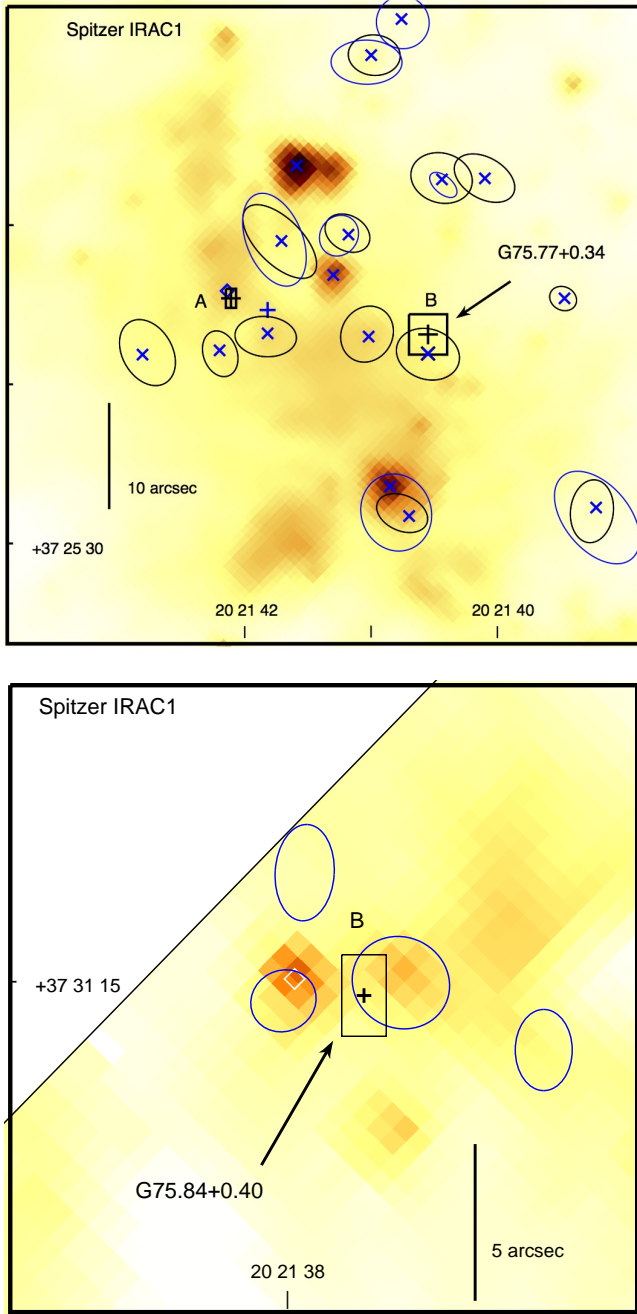 Spitzer IRAC1
G75.77+0.34
A
B
10 arcsec
+37 25 30
20 21 42
20 21 40
Spitzer IRAC1
B
+37 31 15
G75.84+0.40
5 arcsec
20 21 38